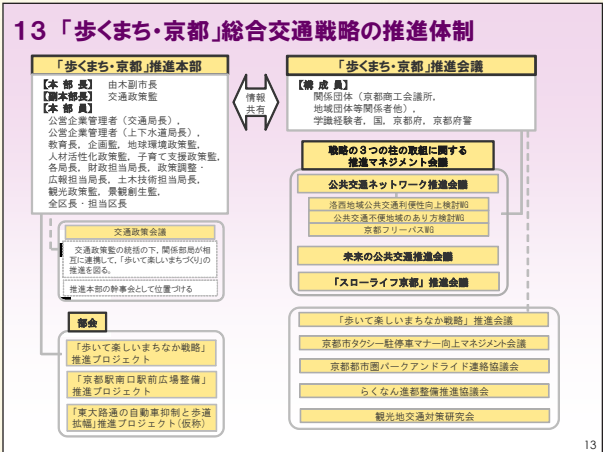 13 「歩くまち・京都」総合交通戦略の推進体制
「歩くまち・京都」推進本部
【本 部 長】 由木副市長
【副本部長】 交通政策監
【本 部 員】
公営企業管理者（交通局長），
公営企業管理者（上下水道局長），
教育長，企画監，地球環境政策監，
人材活性化政策監，子育て支援政策監，
各局長，財政担当局長，政策調整・
広報担当局長，土木技術担当局長，
観光政策監，景観創生監，
全区長・担当区長
交通政策会議
交通政策監の統括の下、関係部局が相
互に連携して、「歩いて楽しいまちづくり」の
推進を図る。
推進本部の幹事会として位置づける
部会
「歩いて楽しいまちなか戦略」
推進プロジェクト
「京都駅南口駅前広場整備」
推進プロジェクト
「東大路通の自動車抑制と歩道
拡幅」推進プロジェクト（仮称）
情報
共有
「歩くまち・京都」推進会議
【構 成 員】
関係団体（京都商工会議所，
地域団体等関係者他），
学識経験者，国，京都府，京都府警
戦略の３つの柱の取組に関する
推進マネジメント会議
公共交通ネットワーク推進会議
洛西地域公共交通利便性向上検討WG
公共交通不便地域のあり方検討WG
京都フリーパスWG
未来の公共交通推進会議
「スローライフ京都」推進会議
「歩いて楽しいまちなか戦略」推進会議
京都市タクシー駐停車マナー向上マネジメント会議
京都都市圏パークアンドライド連絡協議会
らくなん進都整備推進協議会
観光地交通対策研究会
13